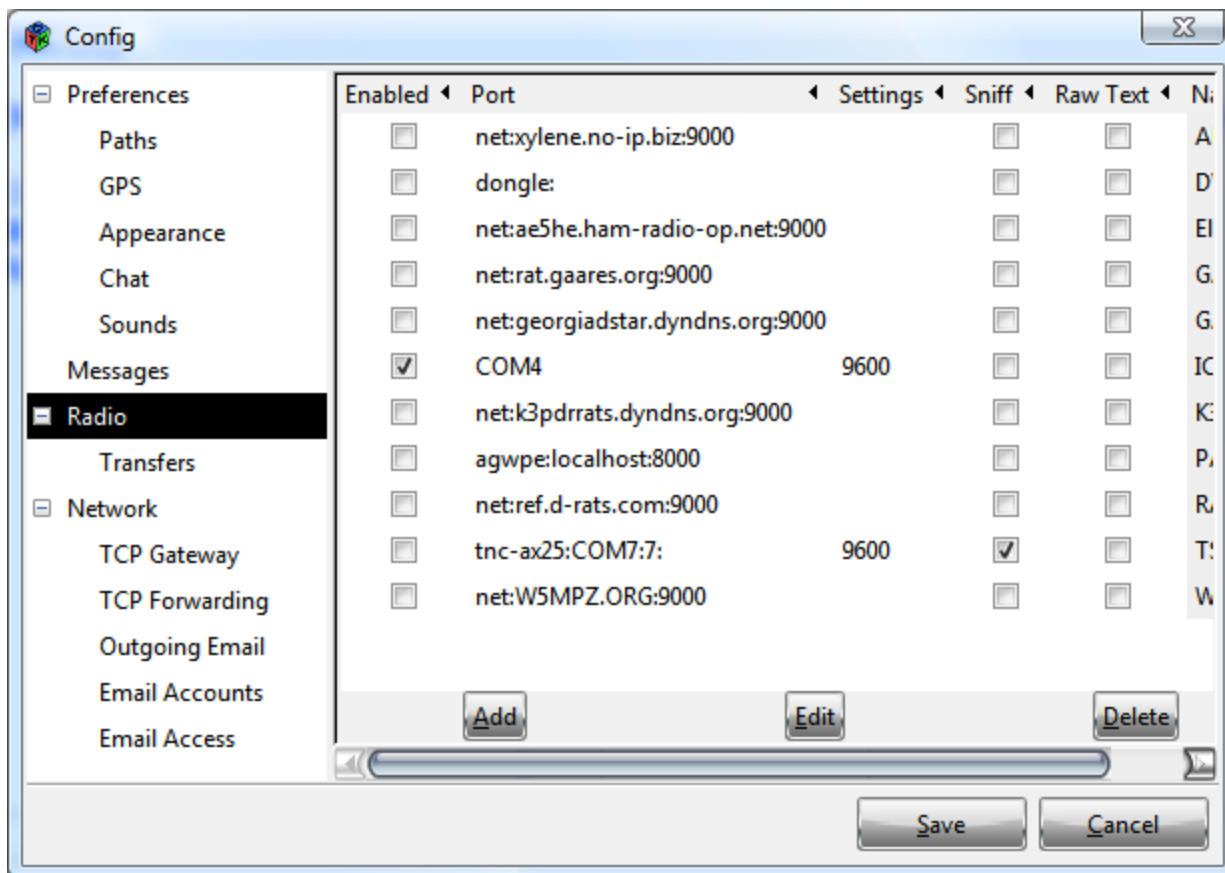 Config
Preferences
Paths
GPS
Appearance
Chat
Sounds
Messages
Radio
Transfers
Network
TCP Gateway
TCP Forwarding
Outgoing Email
Email Accounts
Email Access
Enabled Port Settings Sniff Raw Text
net:xylene.no-ip.biz:9000
dongle:
net:ae5he.ham-radio-op.net:9000
net:rat.gaares.org:9000
net:georgiadstar.dyndns.org:9000
COM4 9600
net:k3pdrrats.dyndns.org:9000
agwpe:localhost:8000
net:ref.d-rats.com:9000
tnc-ax25:COM7:7: 9600
net:W5MPZ.ORG:9000
Add Edit Delete
Save Cancel